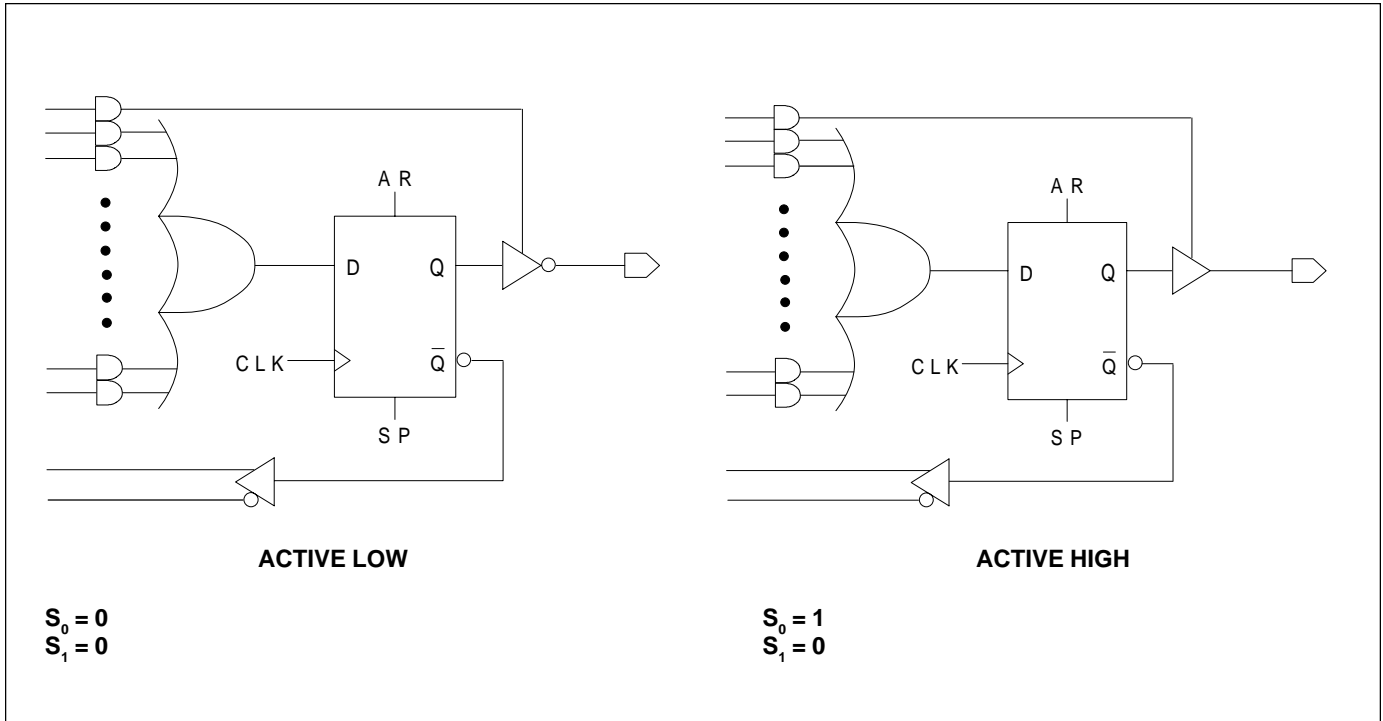 A R
D Q
C L K
Q̅
S P
ACTIVE LOW
S₀ = 0
S₁ = 0
A R
D Q
C L K
Q̅
S P
ACTIVE HIGH
S₀ = 1
S₁ = 0